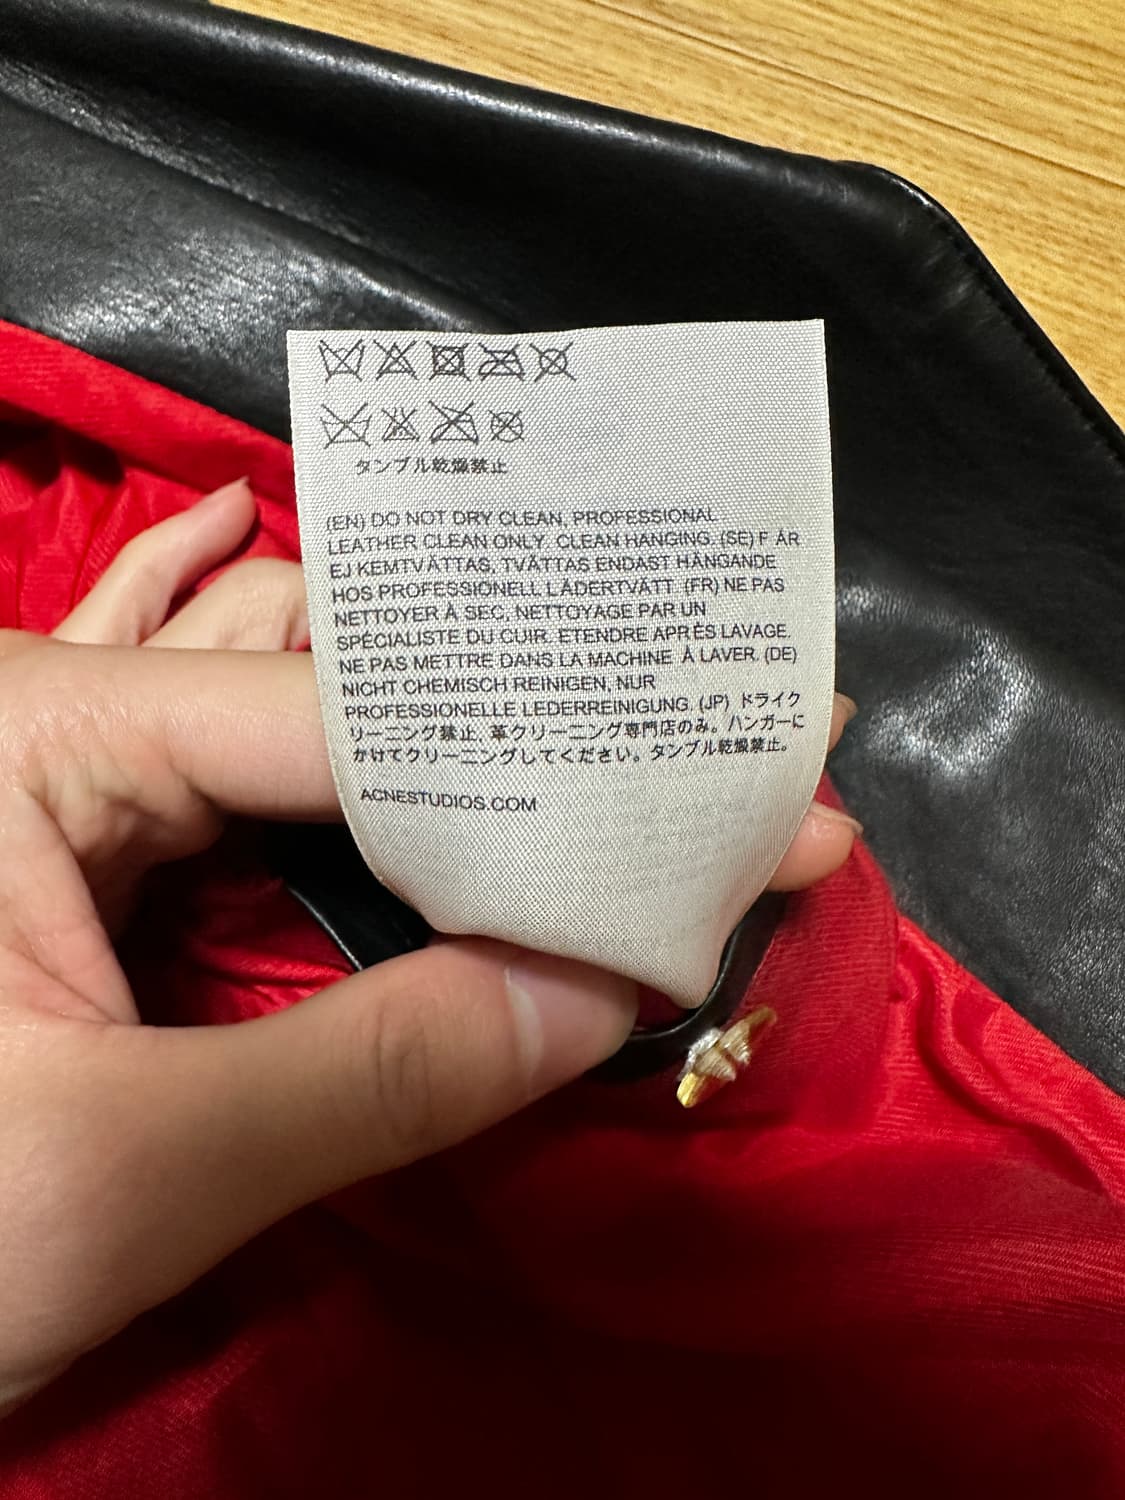 タンブル乾燥禁止
(EN) DO NOT DRY CLEAN, PROFESSIONAL
LEATHER CLEAN ONLY. CLEAN HANGING. (SE) F ÅR
EJ KEMTVÄTTAS, TVÄTTAS ENDAST HÄNGANDE
HOS PROFESSIONELL LÄDERTVÄTT. (FR) NE PAS
NETTOYER À SEC, NETTOYAGE PAR UN
SPÉCIALISTE DU CUIR. ETENDRE APRÈS LAVAGE.
NE PAS METTRE DANS LA MACHINE À LAVER. (DE)
NICHT CHEMISCH REINIGEN, NUR
PROFESSIONELLE LEDERREINIGUNG. (JP) ドライク
リーニング禁止, 革クリーニング専門店のみ。ハンガーに
かけてクリーニングしてください。タンブル乾燥禁止。
ACNESTUDIOS.COM